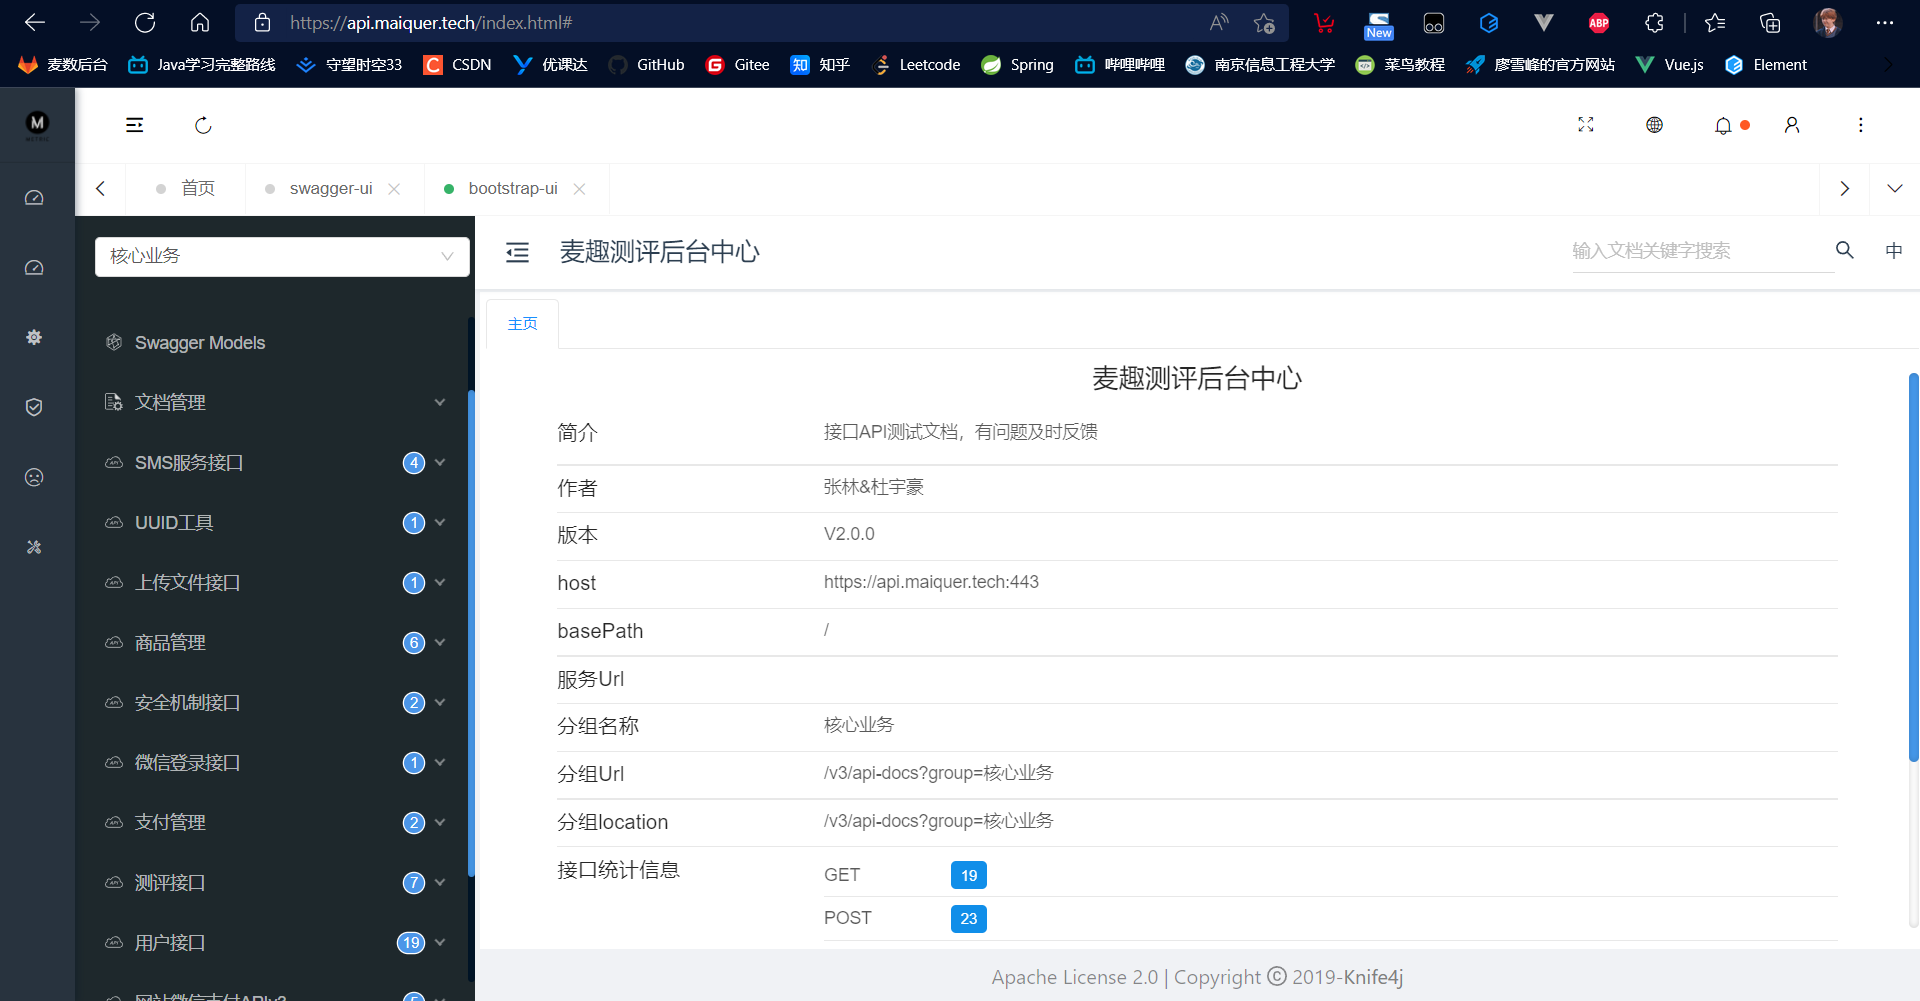 https://api.maiquer.tech/index.html#
New
ABP
麦数后台
Java学习完整路线
守望时空33
CSDN
优课达
GitHub
Gitee
知乎
Leetcode
Spring
哔哩哔哩
南京信息工程大学
菜鸟教程
廖雪峰的官方网站
Vue.js
Element
M
首页
swagger-ui
bootstrap-ui
核心业务
麦趣测评后台中心
输入文档关键字搜索
中
Swagger Models
文档管理
SMS服务接口 4
UUID工具 1
上传文件接口 1
商品管理 6
安全机制接口 2
微信登录接口 1
支付管理 2
测评接口 7
用户接口 19
网站微信支付APIv3 5
主页
麦趣测评后台中心
简介 接口API测试文档，有问题及时反馈
作者 张林&杜宇豪
版本 V2.0.0
host https://api.maiquer.tech:443
basePath /
服务Url
分组名称 核心业务
分组Url /v3/api-docs?group=核心业务
分组location /v3/api-docs?group=核心业务
接口统计信息 GET 19
POST 23
Apache License 2.0 | Copyright © 2019-Knife4j